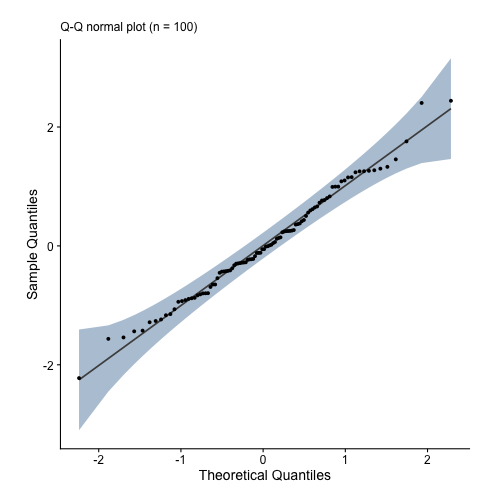 Q-Q normal plot (n = 100)
2
0
-2
Sample Quantiles
-2 -1 0 1 2
Theoretical Quantiles